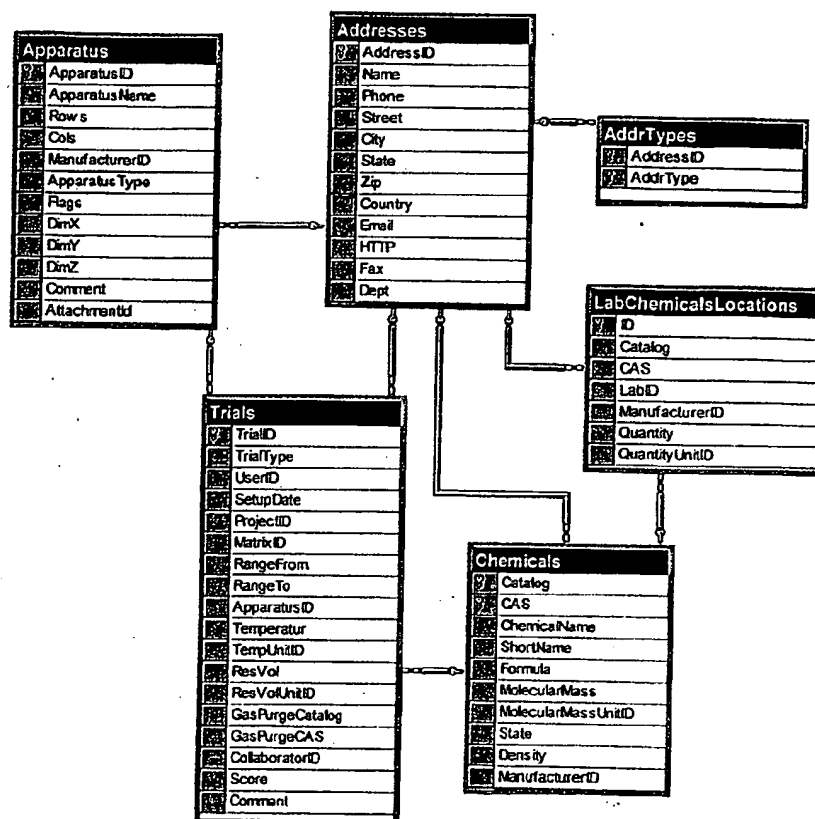 Apparatus
ApparatusID
ApparatusName
Rows
Cols
ManufacturerID
ApparatusType
Flags
DimX
DimY
DimZ
Comment
AttachmentId
Addresses
AddressID
Name
Phone
Street
City
State
Zip
Country
Email
HTTP
Fax
Dept
AddrTypes
AddressID
AddrType
LabChemicalsLocations
ID
Catalog
CAS
LabID
ManufacturerID
Quantity
QuantityUnitID
Trials
TrialID
TrialType
UserID
SetupDate
ProjectID
MatrixID
RangeFrom
RangeTo
ApparatusID
Temperatur
TempUnitID
ResVol
ResVolUnitID
GasPurgeCatalog
GasPurgeCAS
CollaboratorID
Score
Comment
Chemicals
Catalog
CAS
ChemicalName
ShortName
Formula
MolecularMass
MolecularMassUnitID
State
Density
ManufacturerID